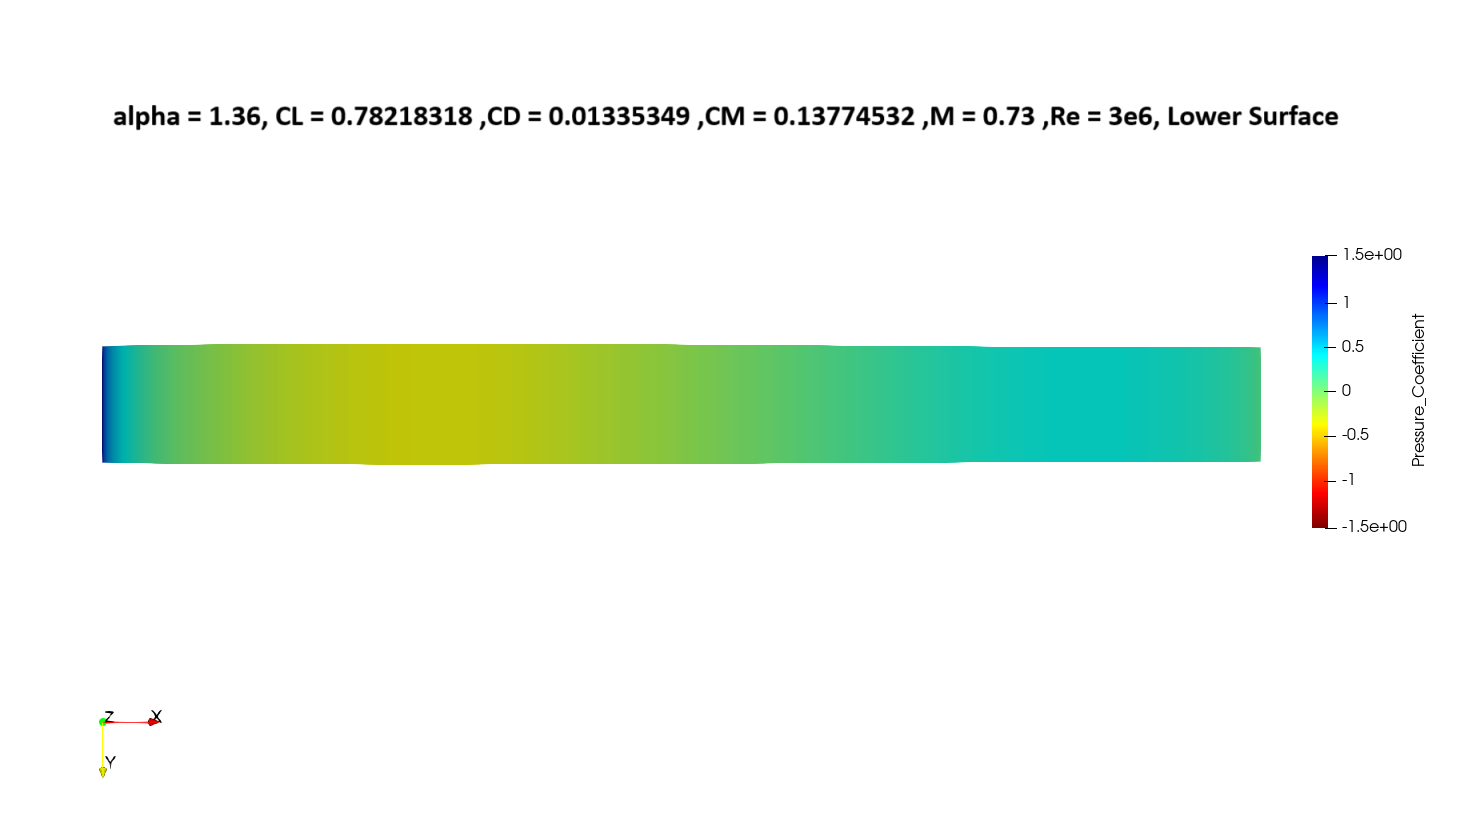 alpha = 1.36, CL = 0.78218318 ,CD = 0.01335349 ,CM = 0.13774532 ,M = 0.73 ,Re = 3e6, Lower Surface
1.5e+00
1
0.5
0
-0.5
-1
-1.5e+00
Pressure_Coefficient
Z
X
Y